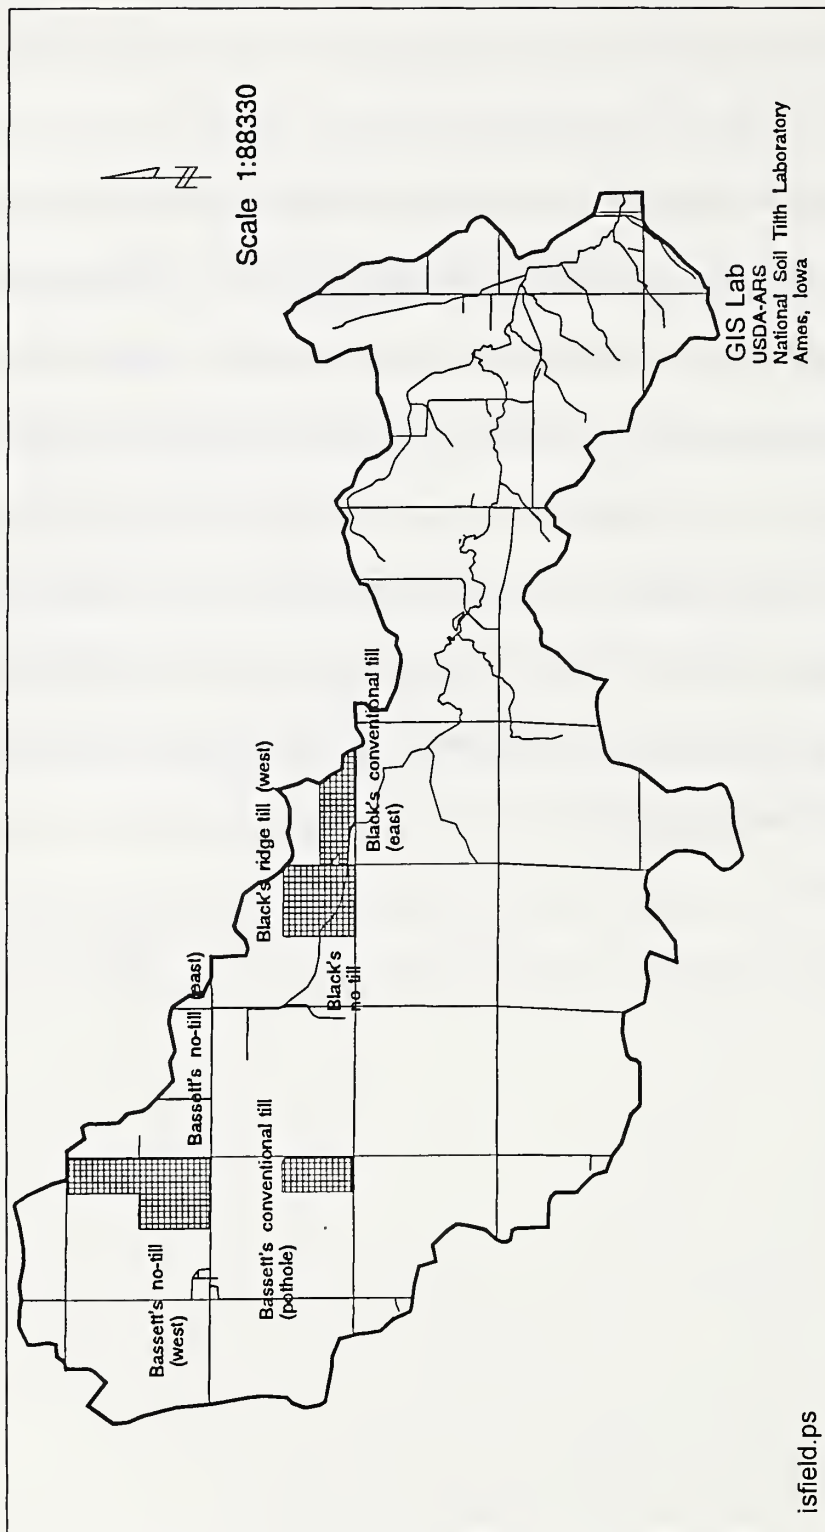 Scale 1:88330
Bassett's no-till
(west)
Bassett's no-till (east)
Bassett's conventional till
(pothole)
Black's ridge till (west)
Black's
no-till
Black's conventional till
(east)
GIS Lab
USDA-ARS
National Soil Tilth Laboratory
Ames, Iowa
isfield.ps
N